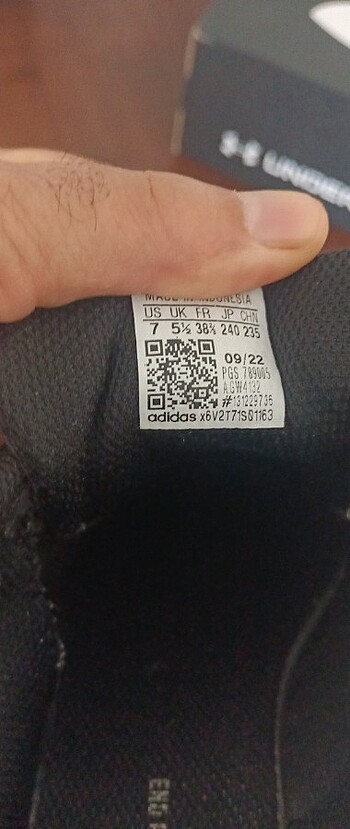 UNDER
MADE IN INDONESIA
US UK FR JP CHN
7 5½ 38⅔ 240 235
09/22
PGS 789005
#131229735
adidas x6V2T71S01163